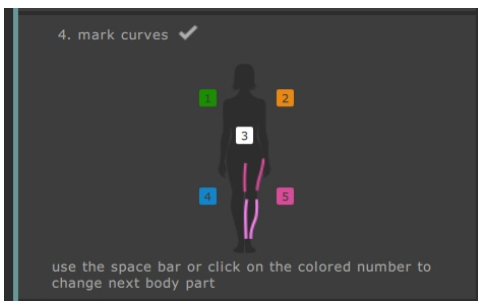 4. mark curves ✔
1
2
3
4
5
use the space bar or click on the colored number to
change next body part